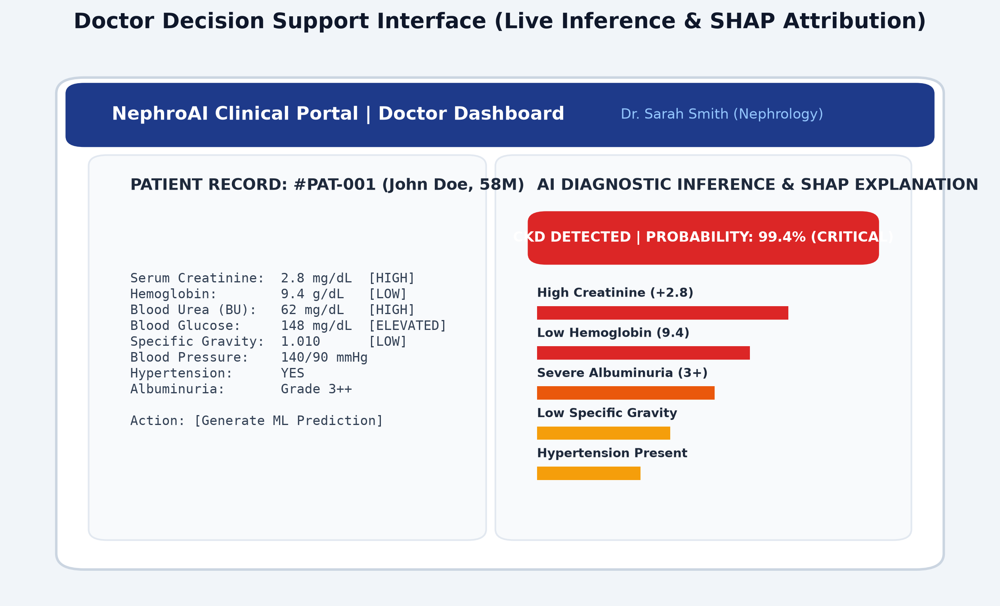 Doctor Decision Support Interface (Live Inference & SHAP Attribution)
NephroAI Clinical Portal | Doctor Dashboard
Dr. Sarah Smith (Nephrology)
PATIENT RECORD: #PAT-001 (John Doe, 58M)
Serum Creatinine: 2.8 mg/dL [HIGH]
Hemoglobin: 9.4 g/dL [LOW]
Blood Urea (BU): 62 mg/dL [HIGH]
Blood Glucose: 148 mg/dL [ELEVATED]
Specific Gravity: 1.010 [LOW]
Blood Pressure: 140/90 mmHg
Hypertension: YES
Albuminuria: Grade 3++
Action: [Generate ML Prediction]
AI DIAGNOSTIC INFERENCE & SHAP EXPLANATION
CKD DETECTED | PROBABILITY: 99.4% (CRITICAL)
High Creatinine (+2.8)
Low Hemoglobin (9.4)
Severe Albuminuria (3+)
Low Specific Gravity
Hypertension Present